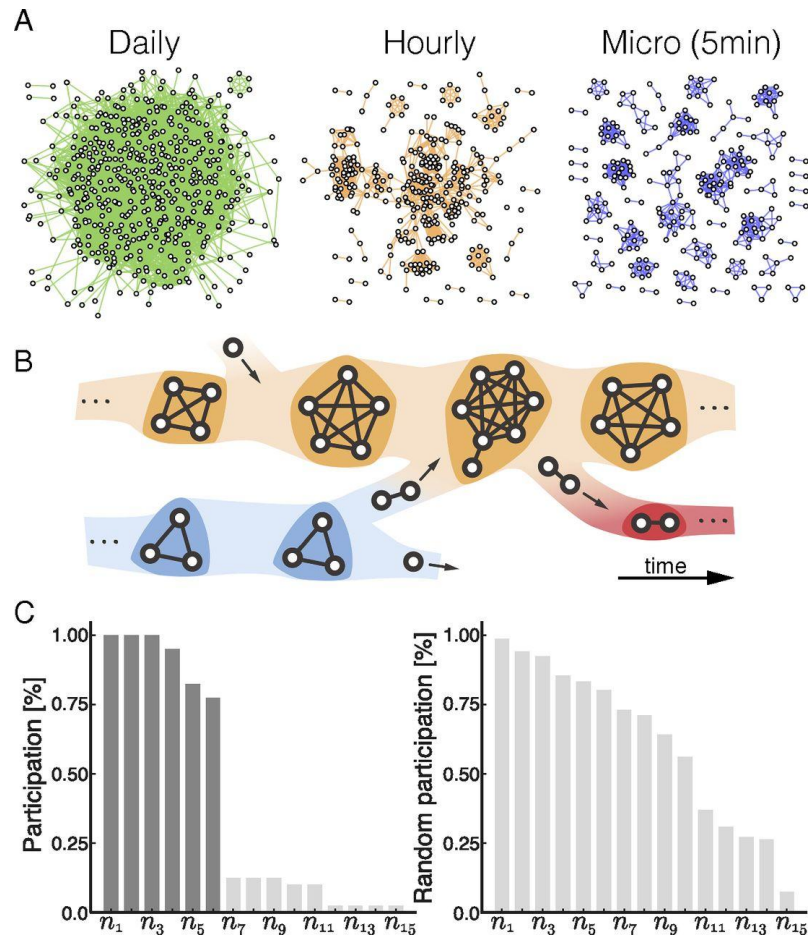 A
Daily Hourly Micro (5min)
B
... ...
... ...
time
C
Participation [%]
1.00
0.75
0.50
0.25
0.0
n₁ n₃ n₅ n₇ n₉ n₁₁ n₁₃ n₁₅
Random participation [%]
1.00
0.75
0.50
0.25
0.0
n₁ n₃ n₅ n₇ n₉ n₁₁ n₁₃ n₁₅